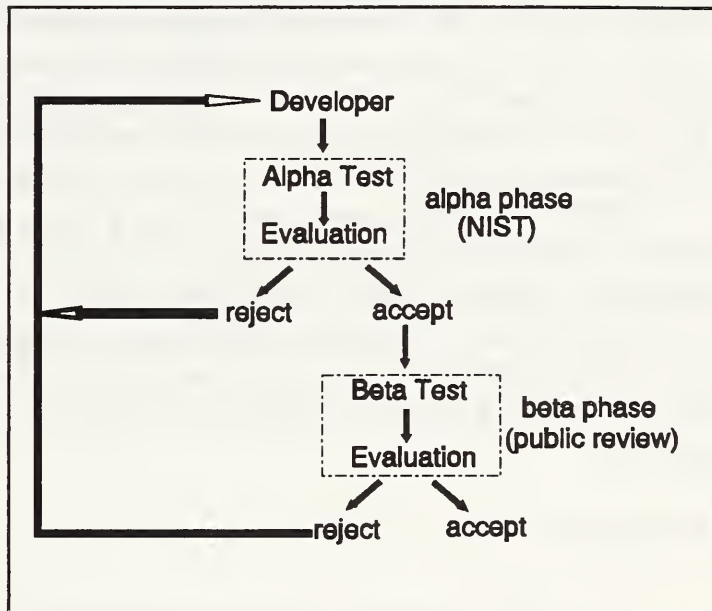 Developer
Alpha Test
Evaluation
alpha phase
(NIST)
reject
accept
Beta Test
Evaluation
beta phase
(public review)
reject
accept